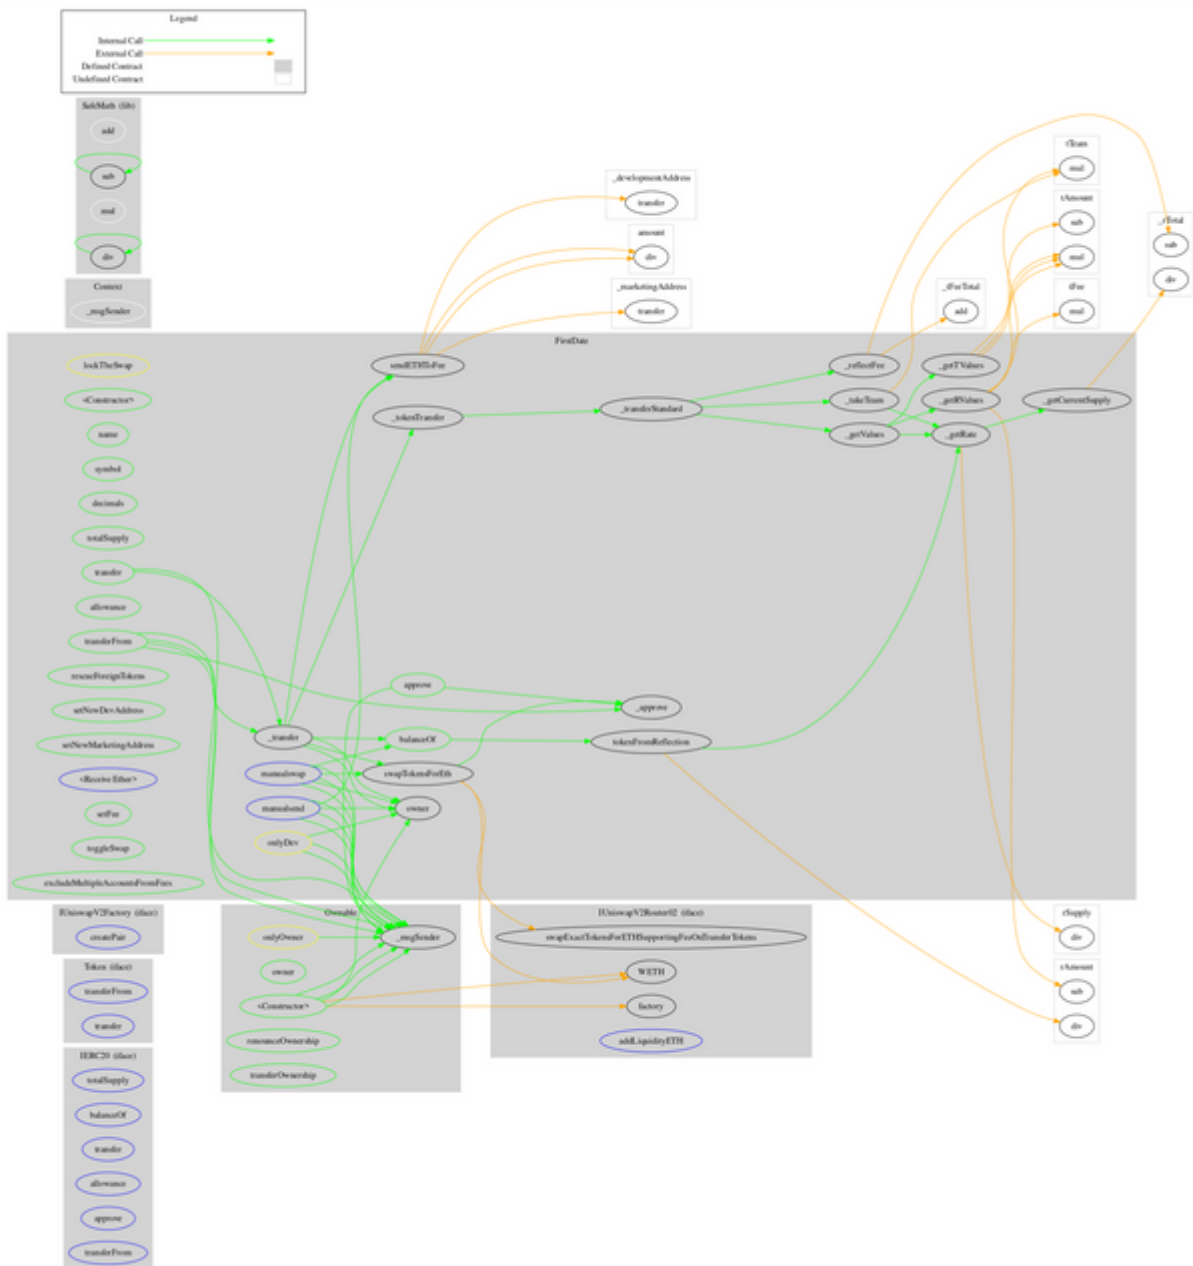 Legend
Internal Call
External Call
Defined Contract
Undefined Contract
SafeMath (lib)
add
sub
mul
div
Context
_msgSender
_developmentAddress
transfer
amount
div
_marketingAddress
transfer
_tFeeTotal
add
tTeam
mul
tAmount
sub
mul
tFee
mul
_rTotal
sub
div
FirstDate
lockTheSwap
<Constructor>
name
symbol
decimals
totalSupply
transfer
allowance
transferFrom
rescueForeignTokens
setNewDevAddress
setNewMarketingAddress
<Receive Ether>
setFee
toggleSwap
excludeMultipleAccountsFromFees
sendETHToFee
_tokenTransfer
_transferStandard
_reflectFee
_takeTeam
_getValues
_getTValues
_getRValues
_getRate
_getCurrentSupply
approve
_approve
_transfer
balanceOf
tokenFromReflection
manualswap
swapTokensForEth
manualsend
owner
onlyDev
IUniswapV2Factory (iface)
createPair
Token (iface)
transferFrom
transfer
IERC20 (iface)
totalSupply
balanceOf
transfer
allowance
approve
transferFrom
Ownable
onlyOwner
_msgSender
owner
<Constructor>
renounceOwnership
transferOwnership
IUniswapV2Router02 (iface)
swapExactTokensForETHSupportingFeeOnTransferTokens
WETH
factory
addLiquidityETH
rSupply
div
rAmount
sub
div